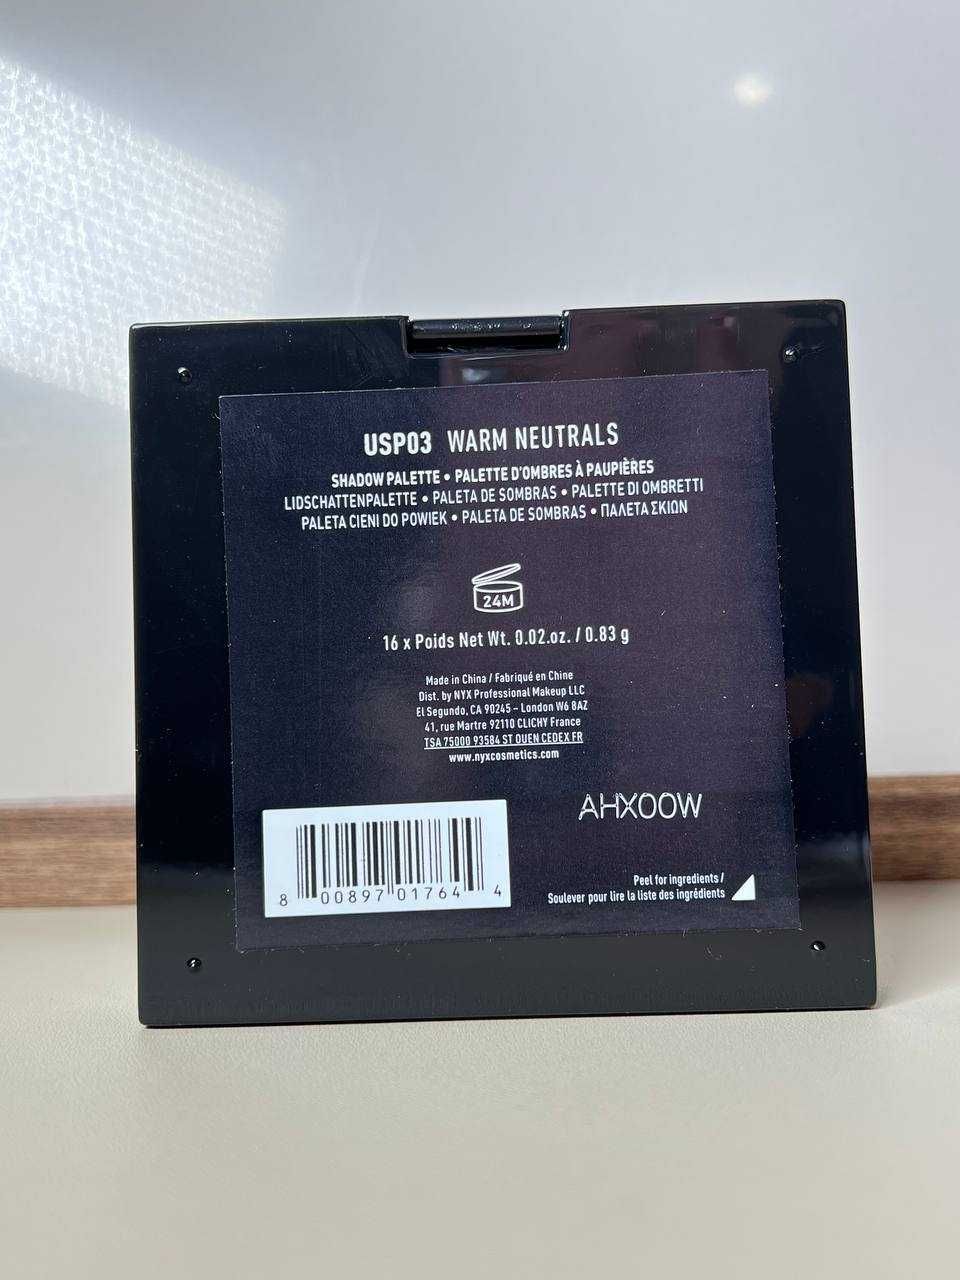 USP03 WARM NEUTRALS
SHADOW PALETTE • PALETTE D'OMBRES À PAUPIÈRES
LIDSCHATTENPALETTE • PALETA DE SOMBRAS • PALETTE DI OMBRETTI
PALETA CIENI DO POWIEK • PALETA DE SOMBRAS • ΠΑΛΕΤΑ ΣΚΙΩΝ
24M
16 x Poids Net Wt. 0.02.oz. / 0.83 g
Made in China / Fabriqué en Chine
Dist. by NYX Professional Makeup LLC
El Segundo, CA 90245 - London W6 8AZ
41, rue Martre 92110 CLICHY France
TSA 75000 93584 ST OUEN CEDEX FR
www.nyxcosmetics.com
AHXOOW
8 00897 01764 4
Peel for ingredients /
Soulever pour lire la liste des ingrédients